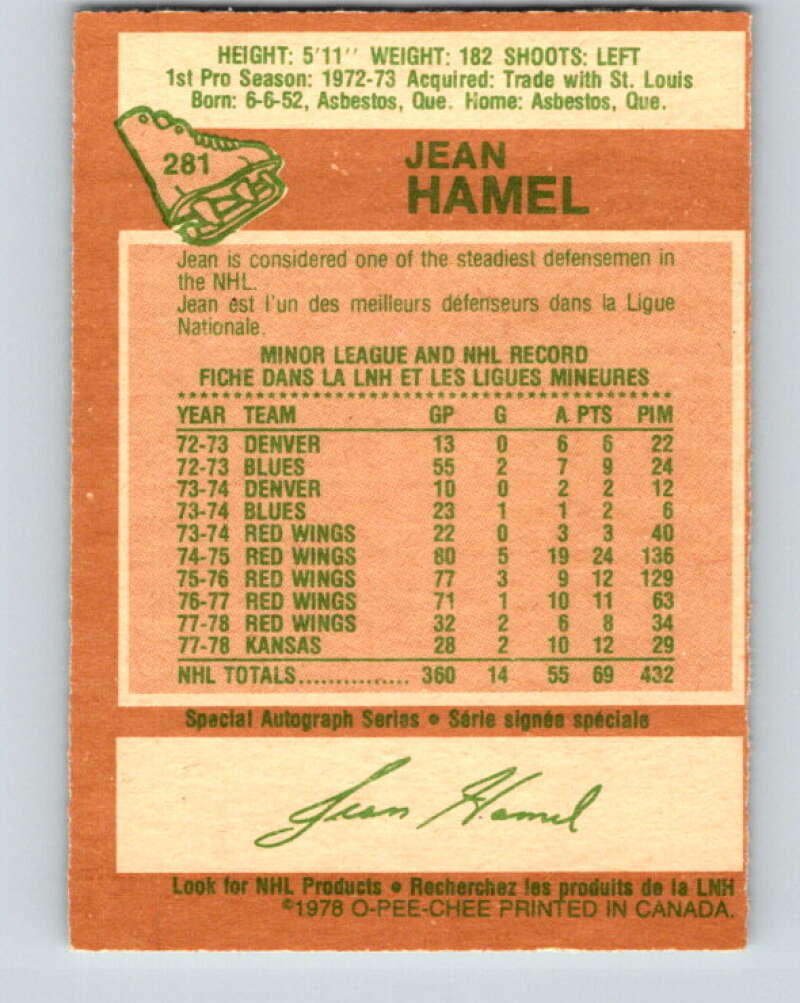 HEIGHT: 5'11'' WEIGHT: 182 SHOOTS: LEFT
1st Pro Season: 1972-73 Acquired: Trade with St. Louis
Born: 6-6-52, Asbestos, Que. Home: Asbestos, Que.
281
JEAN
HAMEL
Jean is considered one of the steadiest defensemen in
the NHL.
Jean est l'un des meilleurs défenseurs dans la Ligue
Nationale.
MINOR LEAGUE AND NHL RECORD
FICHE DANS LA LNH ET LES LIGUES MINEURES
YEAR TEAM GP G A PTS PIM
72-73 DENVER 13 0 6 6 22
72-73 BLUES 55 2 7 9 24
73-74 DENVER 10 0 2 2 12
73-74 BLUES 23 1 1 2 6
73-74 RED WINGS 22 0 3 3 40
74-75 RED WINGS 80 5 19 24 136
75-76 RED WINGS 77 3 9 12 129
76-77 RED WINGS 71 1 10 11 63
77-78 RED WINGS 32 2 6 8 34
77-78 KANSAS 28 2 10 12 29
NHL TOTALS............... 360 14 55 69 432
Special Autograph Series • Série signée spéciale
Jean Hamel
Look for NHL Products • Recherchez les produits de la LNH
©1978 O-PEE-CHEE PRINTED IN CANADA.